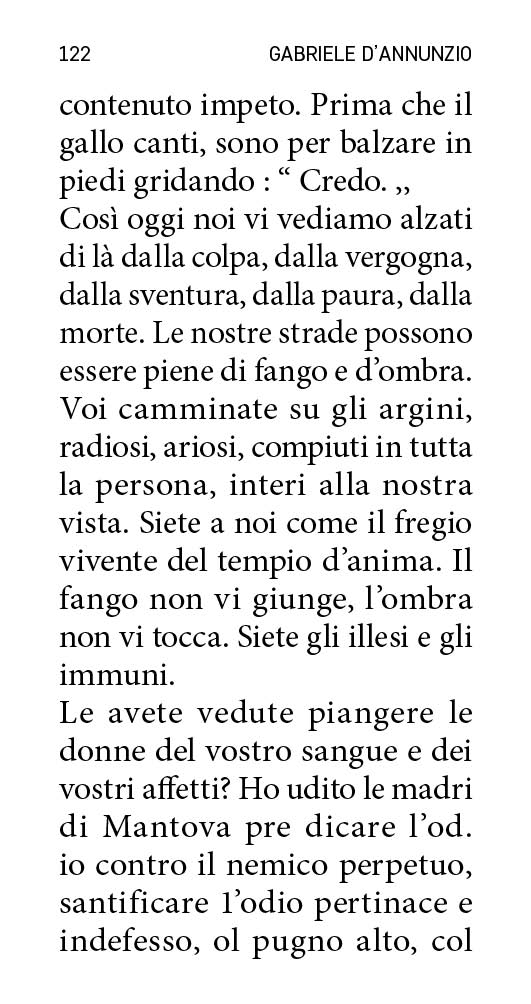 122 GABRIELE D’ANNUNZIO
contenuto impeto. Prima che il
gallo canti, sono per balzare in
piedi gridando : “ Credo. ,,
Così oggi noi vi vediamo alzati
di là dalla colpa, dalla vergogna,
dalla sventura, dalla paura, dalla
morte. Le nostre strade possono
essere piene di fango e d’ombra.
Voi camminate su gli argini,
radiosi, ariosi, compiuti in tutta
la persona, interi alla nostra
vista. Siete a noi come il fregio
vivente del tempio d’anima. Il
fango non vi giunge, l’ombra
non vi tocca. Siete gli illesi e gli
immuni.
Le avete vedute piangere le
donne del vostro sangue e dei
vostri affetti? Ho udito le madri
di Mantova pre dicare l’od.
io contro il nemico perpetuo,
santificare 1’odio pertinace e
indefesso, ol pugno alto, col